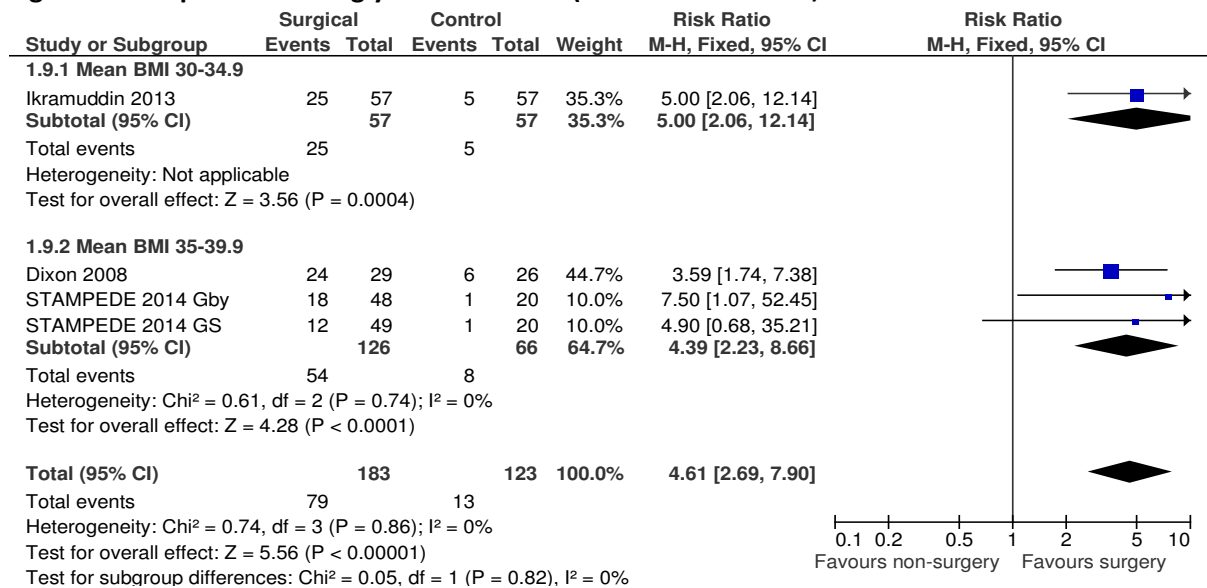 Surgical Control Risk Ratio Risk Ratio
Study or Subgroup Events Total Events Total Weight M-H, Fixed, 95% CI M-H, Fixed, 95% CI
1.9.1 Mean BMI 30-34.9
Ikramuddin 2013 25 57 5 57 35.3% 5.00 [2.06, 12.14]
Subtotal (95% CI) 57 57 35.3% 5.00 [2.06, 12.14]
Total events 25 5
Heterogeneity: Not applicable
Test for overall effect: Z = 3.56 (P = 0.0004)
1.9.2 Mean BMI 35-39.9
Dixon 2008 24 29 6 26 44.7% 3.59 [1.74, 7.38]
STAMPEDE 2014 Gby 18 48 1 20 10.0% 7.50 [1.07, 52.45]
STAMPEDE 2014 GS 12 49 1 20 10.0% 4.90 [0.68, 35.21]
Subtotal (95% CI) 126 66 64.7% 4.39 [2.23, 8.66]
Total events 54 8
Heterogeneity: Chi² = 0.61, df = 2 (P = 0.74); I² = 0%
Test for overall effect: Z = 4.28 (P < 0.0001)
Total (95% CI) 183 123 100.0% 4.61 [2.69, 7.90]
Total events 79 13
Heterogeneity: Chi² = 0.74, df = 3 (P = 0.86); I² = 0%
Test for overall effect: Z = 5.56 (P < 0.00001)
Test for subgroup differences: Chi² = 0.05, df = 1 (P = 0.82), I² = 0%
0.1 0.2 0.5 1 2 5 10
Favours non-surgery Favours surgery